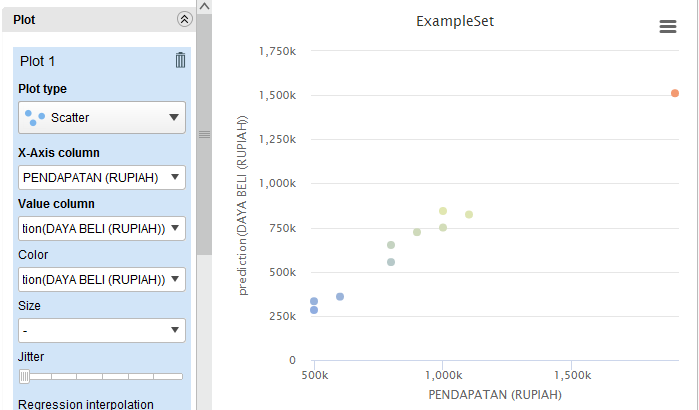 Plot
Plot 1
Plot type
Scatter
X-Axis column
PENDAPATAN (RUPIAH)
Value column
tion(DAYA BELI (RUPIAH))
Color
tion(DAYA BELI (RUPIAH))
Size
-
Jitter
Regression interpolation
ExampleSet
prediction(DAYA BELI (RUPIAH))
1,750k
1,500k
1,250k
1,000k
750k
500k
250k
0
500k 1,000k 1,500k
PENDAPATAN (RUPIAH)